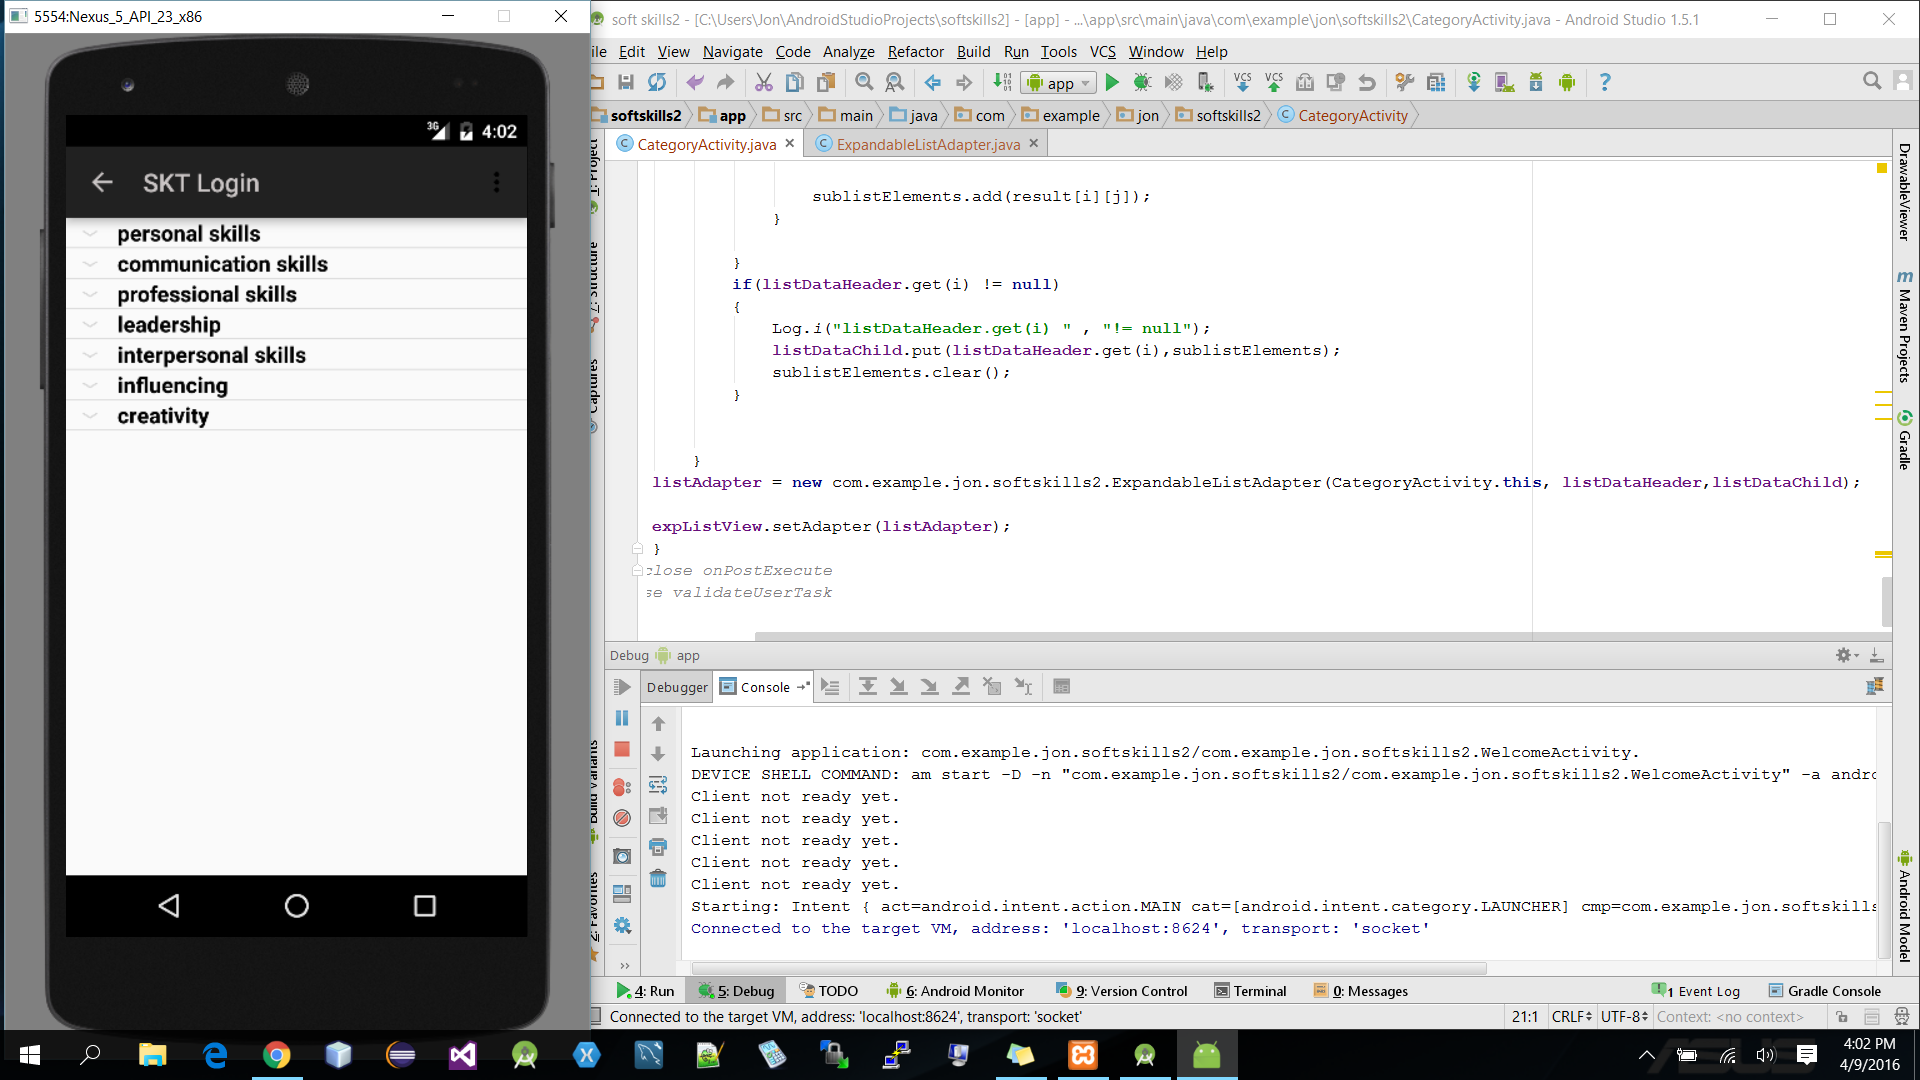 5554:Nexus_5_API_23_x86
3G 4:02
SKT Login
personal skills
communication skills
professional skills
leadership
interpersonal skills
influencing
creativity
soft skills2 - [C:\Users\Jon\AndroidStudioProjects\softskills2] - [app] - ...\app\src\main\java\com\example\jon\softskills2\CategoryActivity.java - Android Studio 1.5.1
ile Edit View Navigate Code Analyze Refactor Build Run Tools VCS Window Help
app VCS VCS ?
softskills2 app src main java com example jon softskills2 CategoryActivity
CategoryActivity.java ExpandableListAdapter.java
sublistElements.add(result[i][j]);
}
}
if(listDataHeader.get(i) != null)
{
Log.i("listDataHeader.get(i) " , "!= null");
listDataChild.put(listDataHeader.get(i),sublistElements);
sublistElements.clear();
}
}
listAdapter = new com.example.jon.softskills2.ExpandableListAdapter(CategoryActivity.this, listDataHeader,listDataChild);
expListView.setAdapter(listAdapter);
}
close onPostExecute
se validateUserTask
1: Project
7: Structure
Captures
Build Variants
2: Favorites
DrawableViewer
m Maven Projects
Gradle
Android Model
Debug app
Debugger Console
Launching application: com.example.jon.softskills2/com.example.jon.softskills2.WelcomeActivity.
DEVICE SHELL COMMAND: am start -D -n "com.example.jon.softskills2/com.example.jon.softskills2.WelcomeActivity" -a andro
Client not ready yet.
Client not ready yet.
Client not ready yet.
Client not ready yet.
Client not ready yet.
Starting: Intent { act=android.intent.action.MAIN cat=[android.intent.category.LAUNCHER] cmp=com.example.jon.softskills
Connected to the target VM, address: 'localhost:8624', transport: 'socket'
4: Run 5: Debug TODO 6: Android Monitor 9: Version Control Terminal 0: Messages 1 Event Log Gradle Console
Connected to the target VM, address: 'localhost:8624', transport: 'socket' 21:1 CRLF UTF-8 Context: <no context>
4:02 PM
4/9/2016